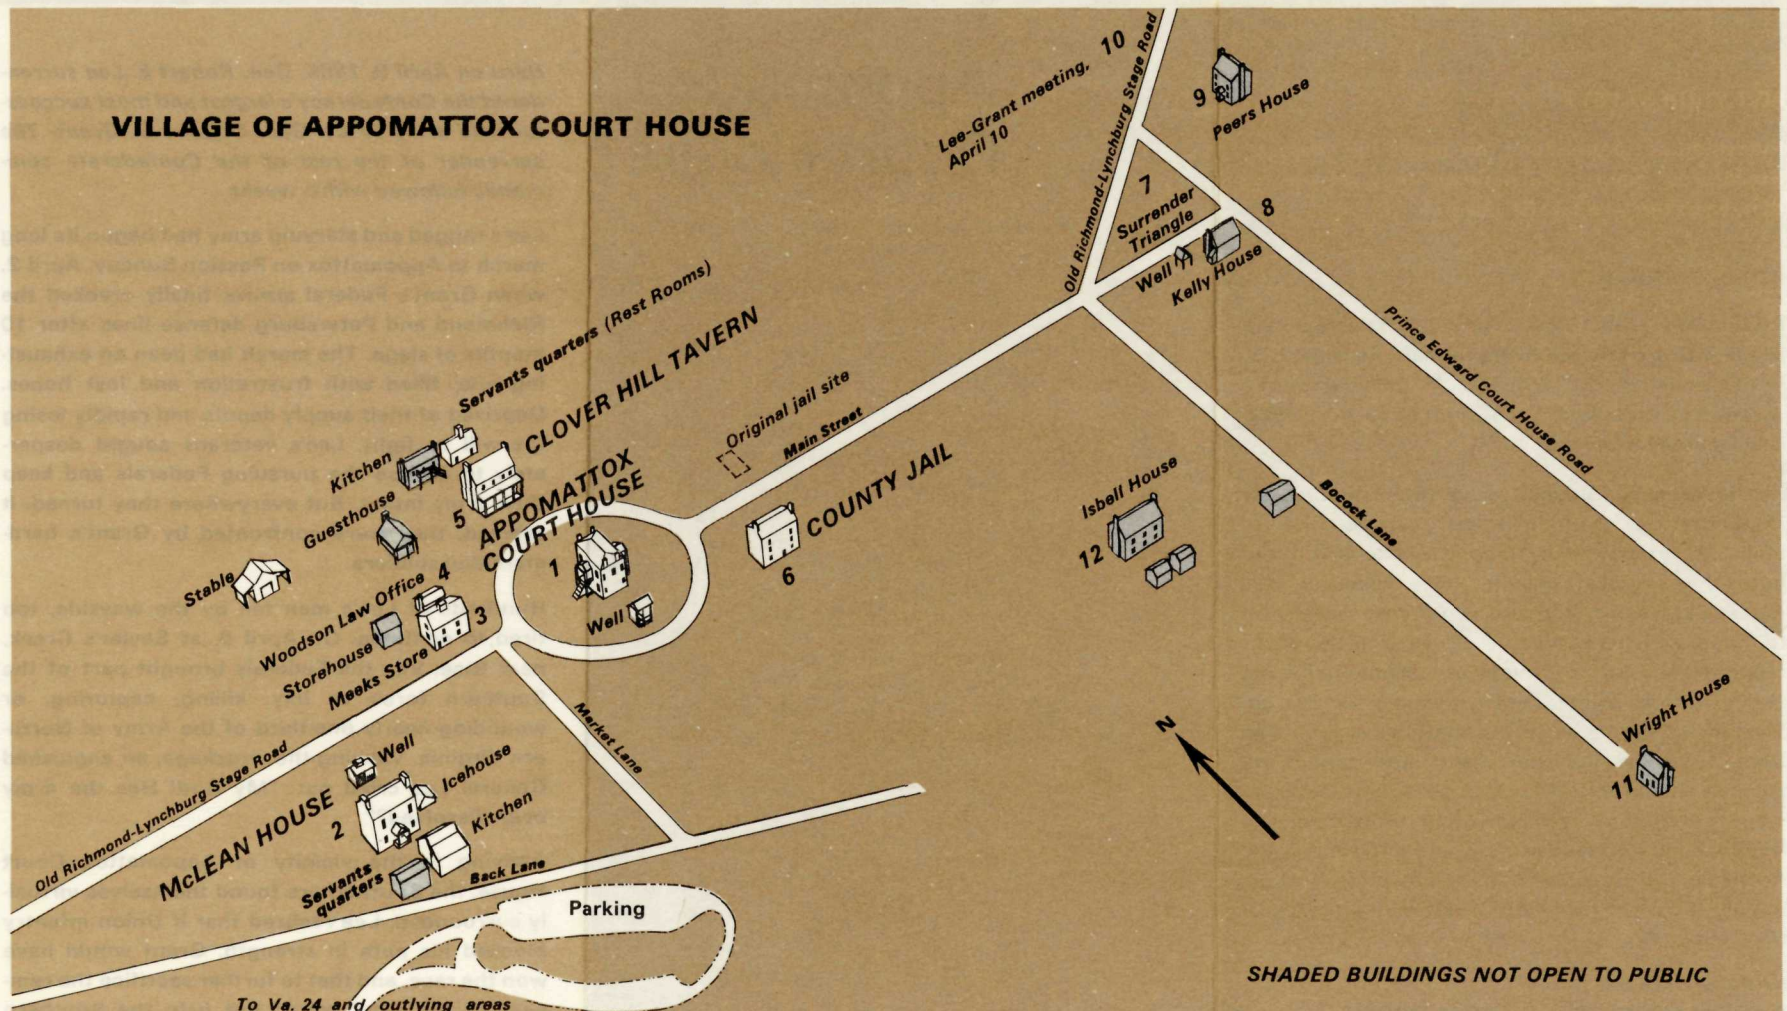 VILLAGE OF APPOMATTOX COURT HOUSE
10
Lee-Grant meeting,
April 10
Old Richmond-Lynchburg Stage Road
9
Peers House
7
Surrender
Triangle
8
Well
Kelly House
Prince Edward Court House Road
Servants quarters (Rest Rooms)
CLOVER HILL TAVERN
Kitchen
5
Guesthouse
APPOMATTOX
COURT HOUSE
1
Well
Original jail site
Main Street
COUNTY JAIL
6
Isbell House
12
Bocock Lane
Stable
Woodson Law Office 4
Storehouse
Meeks Store
3
Market Lane
N
Wright House
11
Old Richmond-Lynchburg Stage Road
McLEAN HOUSE
2
Well
Icehouse
Kitchen
Servants
quarters
Back Lane
Parking
To Va. 24 and outlying areas
SHADED BUILDINGS NOT OPEN TO PUBLIC